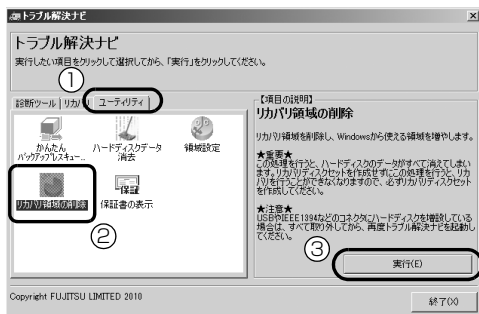 トラブル解決ナビ
トラブル解決ナビ
実行したい項目をクリックして選択してから、「実行」をクリックしてください。
①
診断ツール
リカバリ
ユーティリティ
かんたん
バックアップレスキュー...
ハードディスクデータ
消去
領域設定
リカバリ領域の削除
保証書の表示
②
【項目の説明】
リカバリ領域の削除
リカバリ領域を削除し、Windowsから使える領域を増やします。
★重要★
この処理を行うと、ハードディスクのデータがすべて消えてしまい
ます。リカバリディスクセットを作成せずにこの処理を行うと、リカ
バリを行うことができなくなりますので、必ずリカバリディスクセット
を作成してください。
★注意★
USBやIEEE1394などのコネクタにハードディスクを増設している
場合は、すべて取り外してから、再度トラブル解決ナビを起動し
てください。
③
実行(E)
Copyright FUJITSU LIMITED 2010
終了(X)